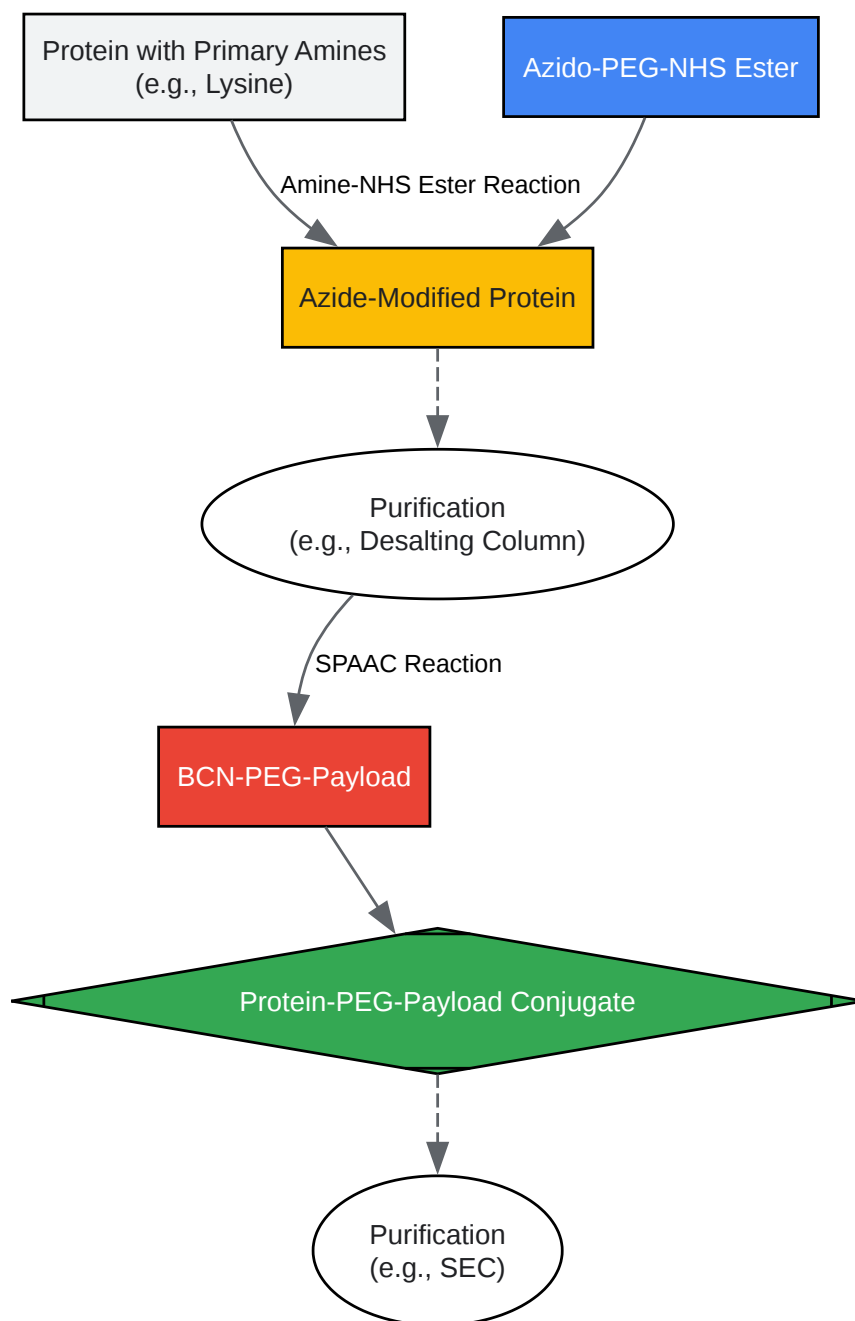 Protein with Primary Amines
(e.g., Lysine)
Azido-PEG-NHS Ester
Amine-NHS Ester Reaction
Azide-Modified Protein
Purification
(e.g., Desalting Column)
SPAAC Reaction
BCN-PEG-Payload
Protein-PEG-Payload Conjugate
Purification
(e.g., SEC)